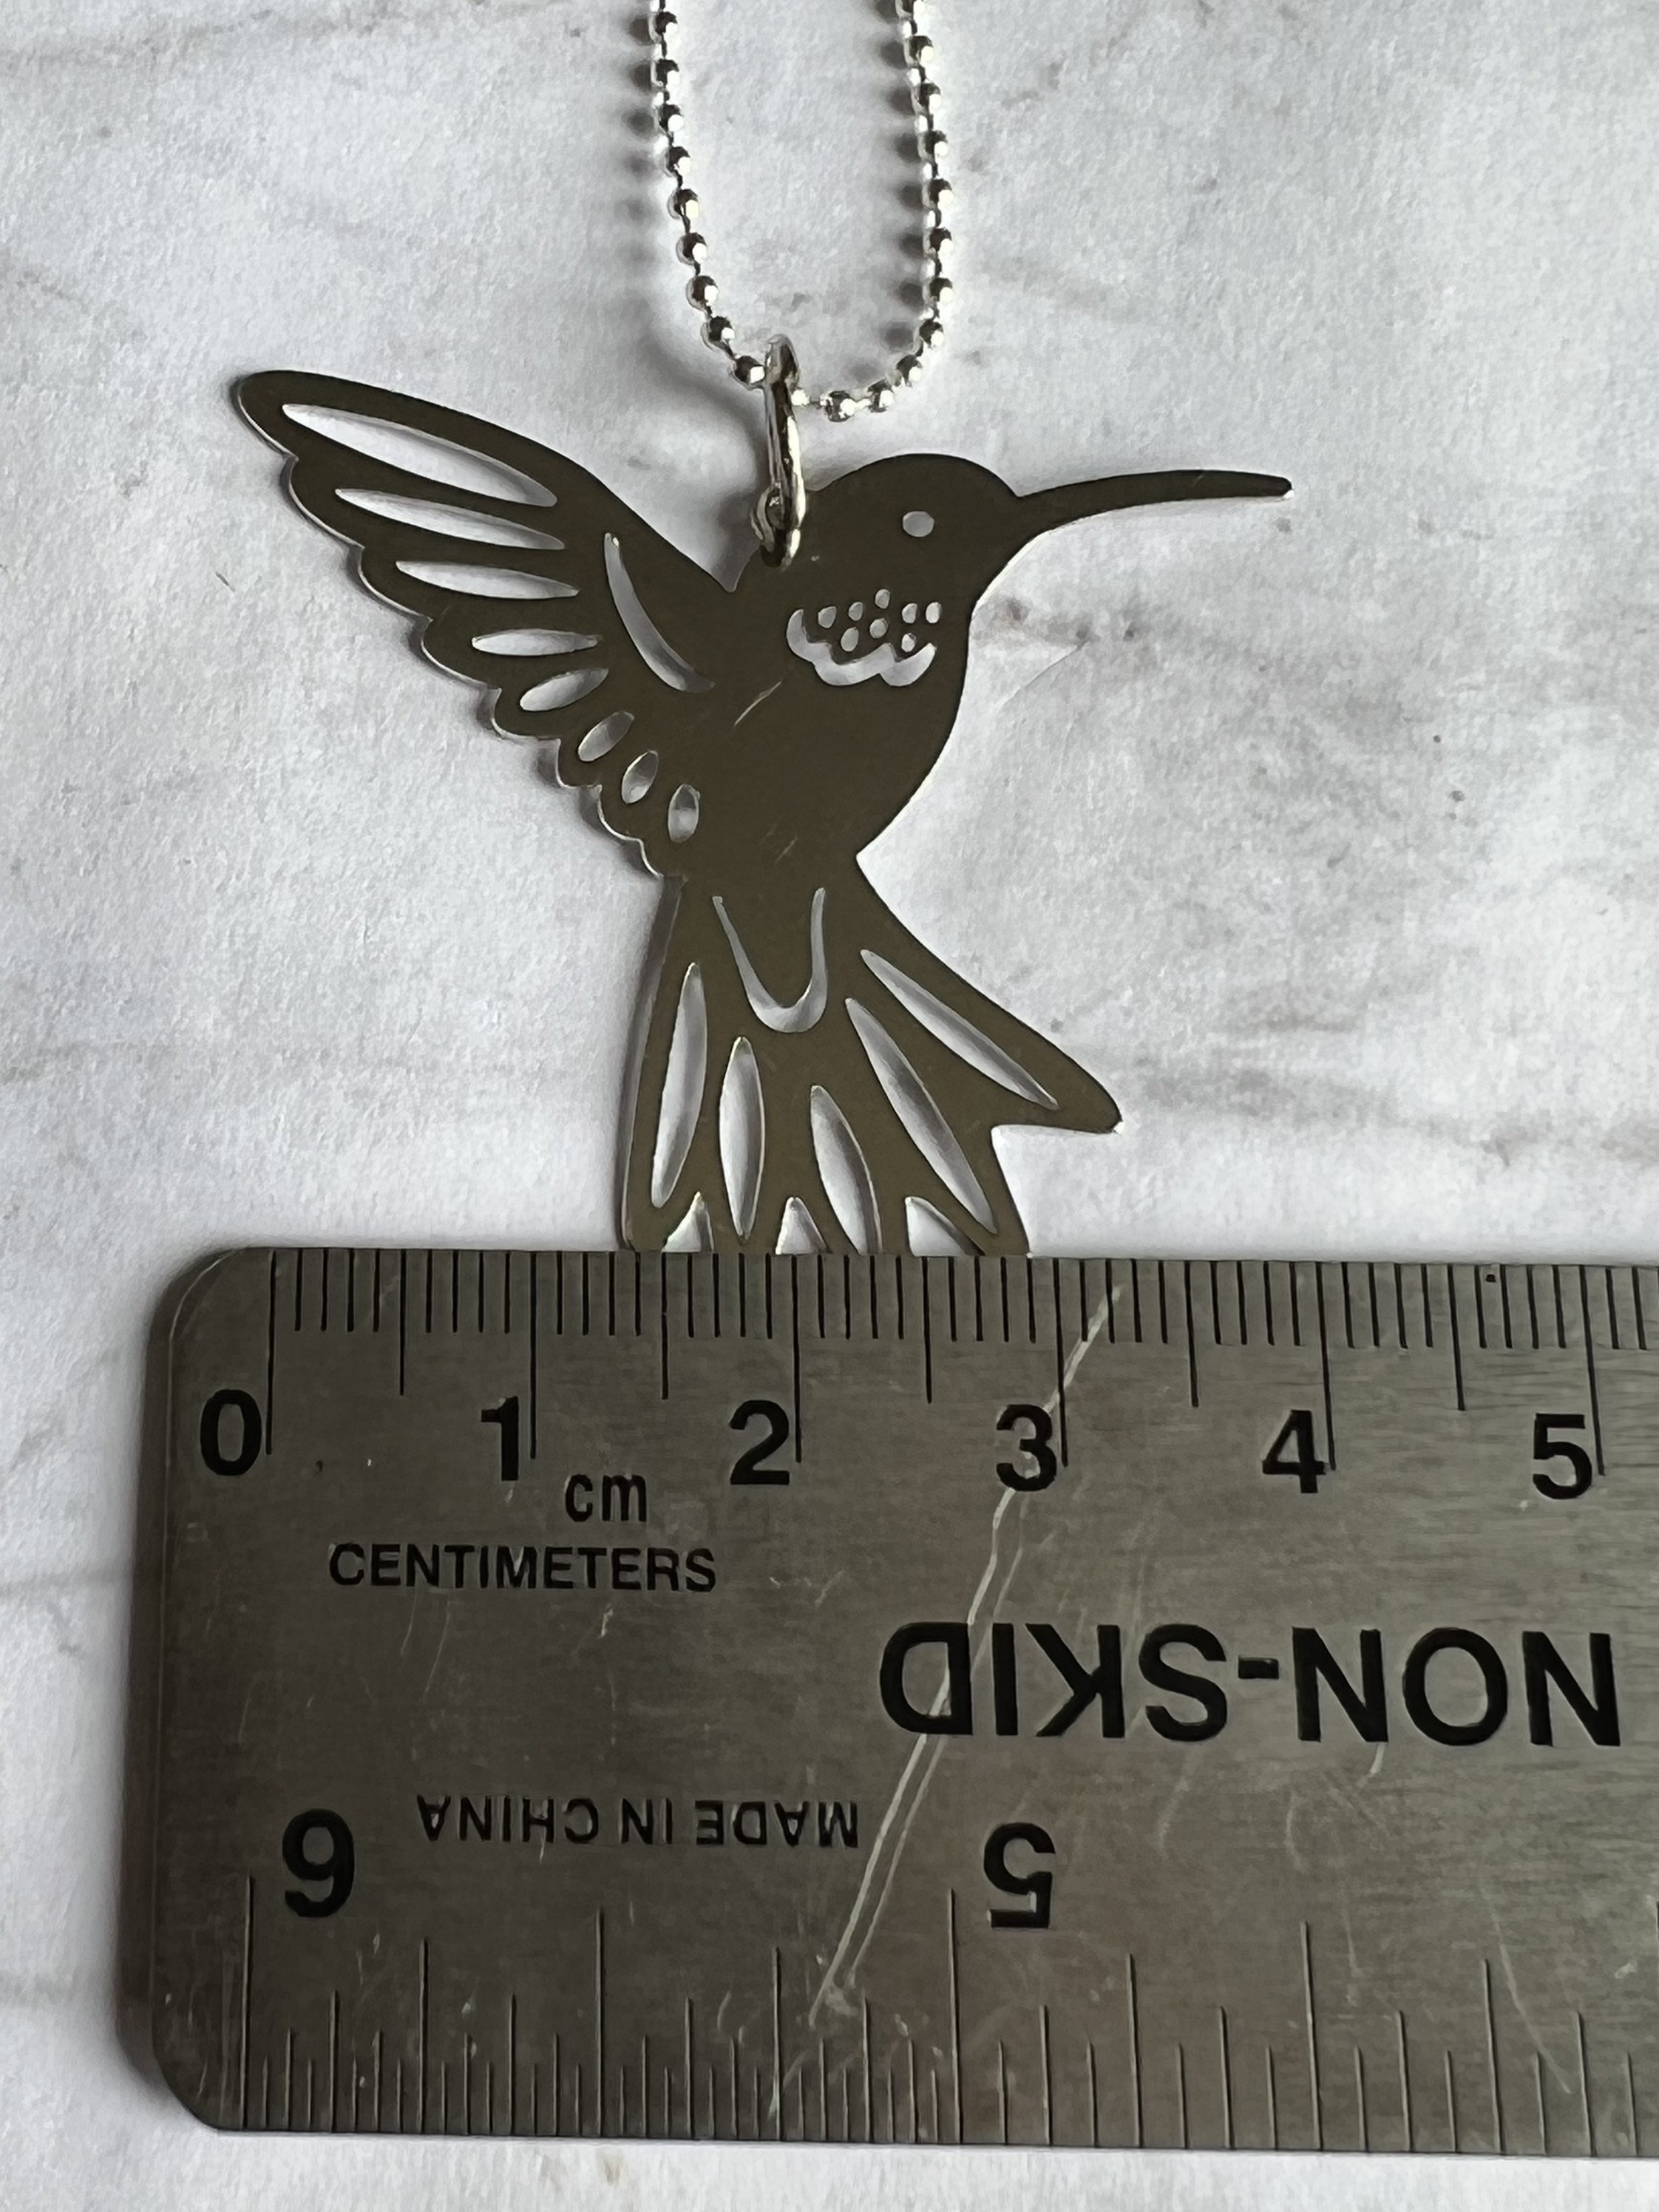 0 1 2 3 4 5
cm
CENTIMETERS
NON-SKID
MADE IN CHINA
6 5